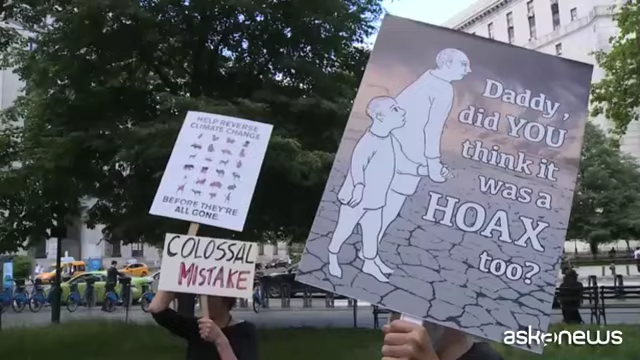 HELP REVERSE
CLIMATE CHANGE
BEFORE THEY'RE
ALL GONE
COLOSSAL
MISTAKE
Daddy,
did YOU
think it
was a
HOAX
too?
askanews